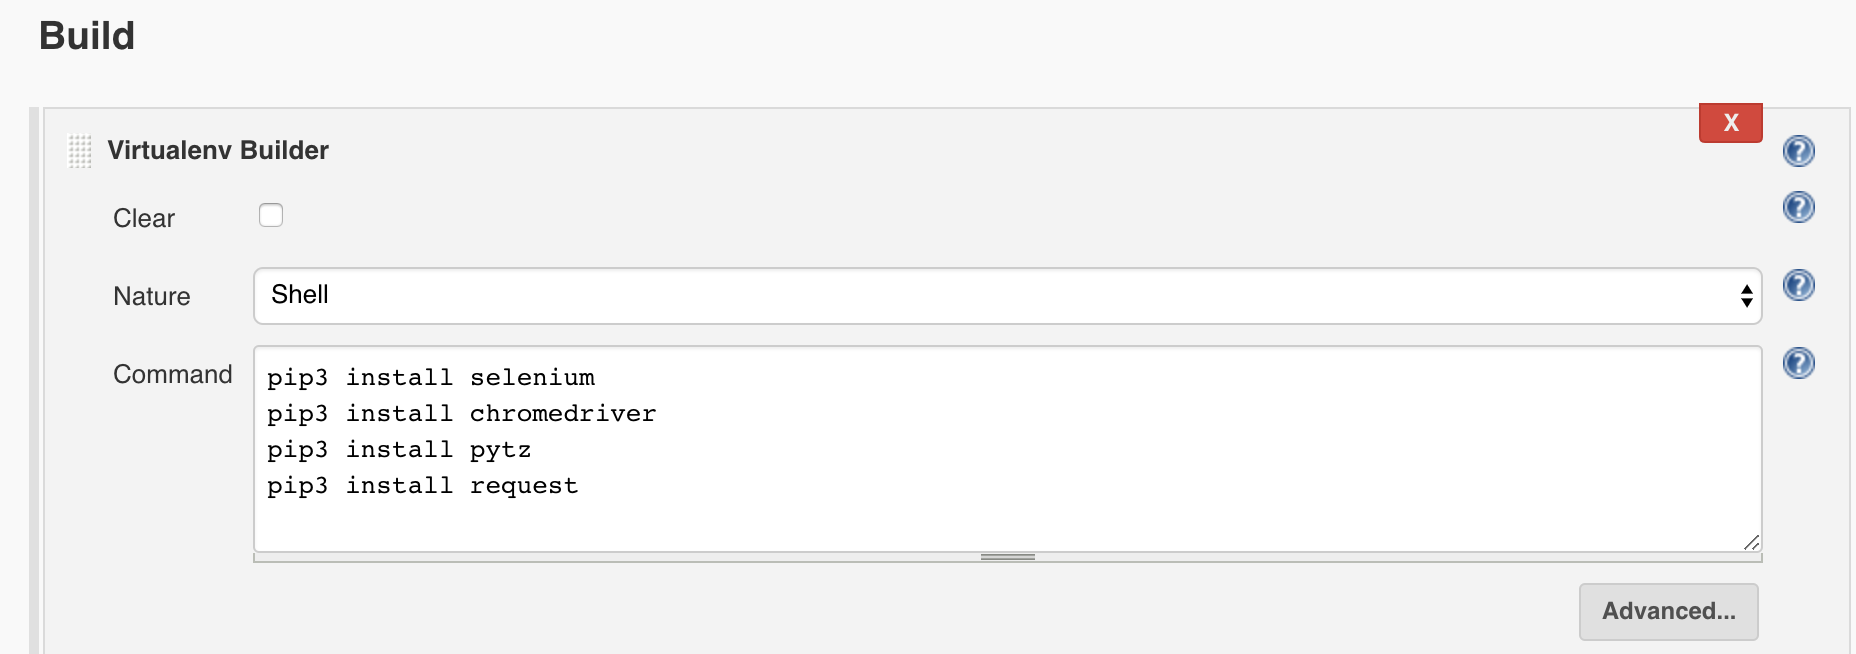 Build
Virtualenv Builder
X
?
Clear
?
Nature
Shell
?
Command
pip3 install selenium
pip3 install chromedriver
pip3 install pytz
pip3 install request
?
Advanced...